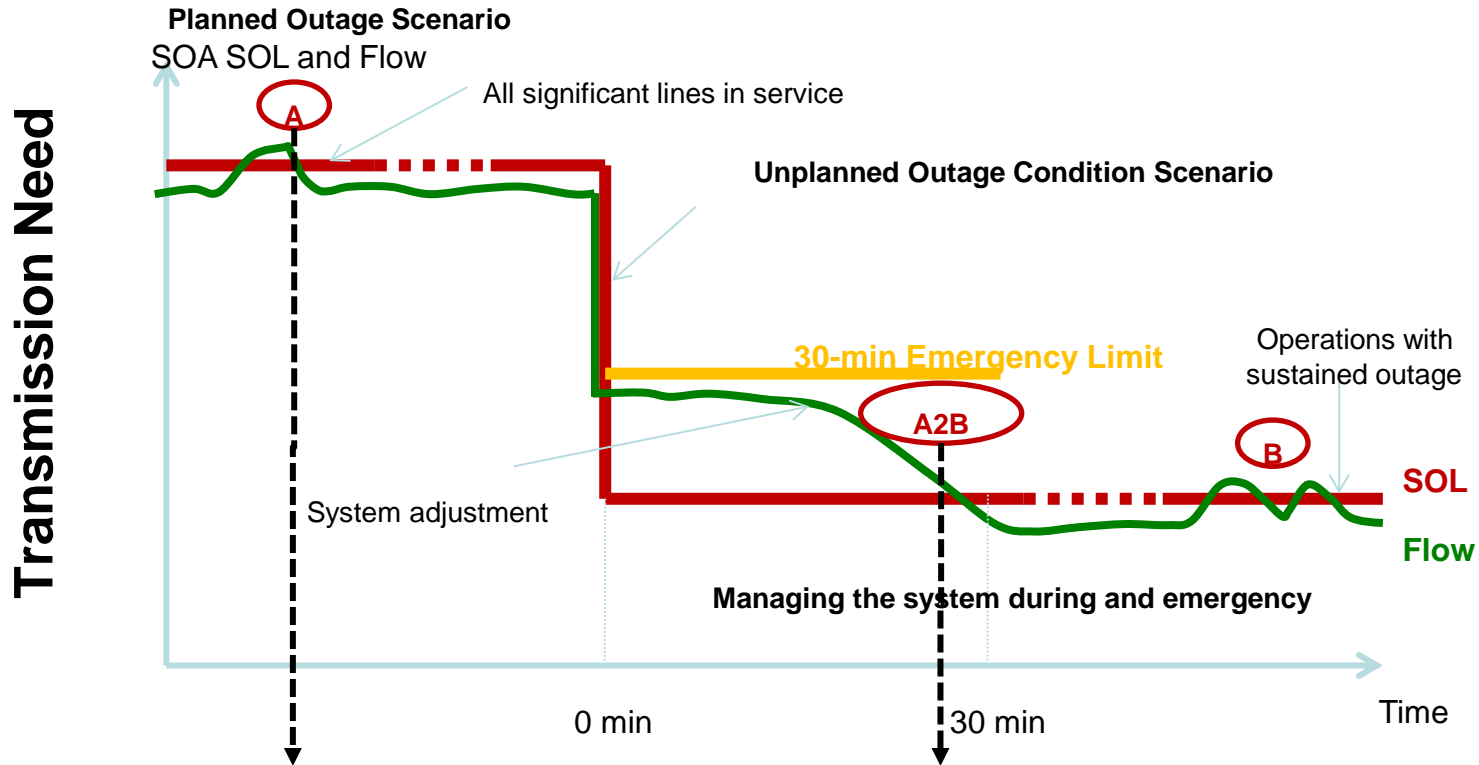 Planned Outage Scenario
SOA SOL and Flow
A
All significant lines in service
Unplanned Outage Condition Scenario
Transmission Need
30-min Emergency Limit
Operations with
sustained outage
A2B
B
SOL
System adjustment
Flow
Managing the system during and emergency
0 min
30 min
Time